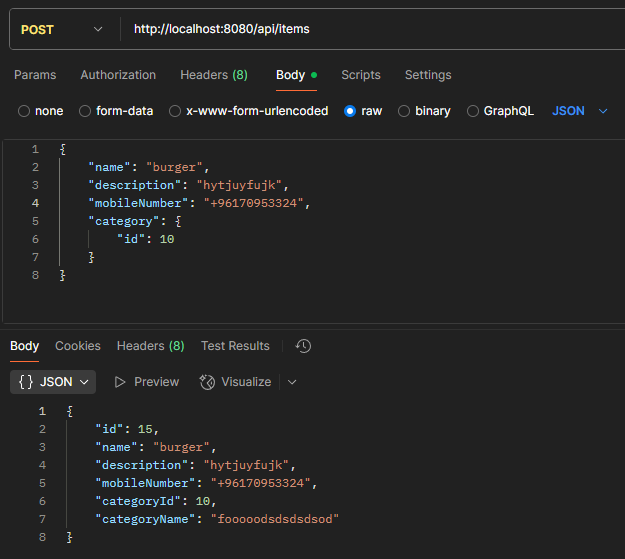 POST http://localhost:8080/api/items
Params Authorization Headers (8) Body Scripts Settings
none form-data x-www-form-urlencoded raw binary GraphQL JSON
1 {
2 "name": "burger",
3 "description": "hytjuyfujk",
4 "mobileNumber": "+96170953324",
5 "category": {
6 "id": 10
7 }
8 }
Body Cookies Headers (8) Test Results
{} JSON Preview Visualize
1 {
2 "id": 15,
3 "name": "burger",
4 "description": "hytjuyfujk",
5 "mobileNumber": "+96170953324",
6 "categoryId": 10,
7 "categoryName": "fooooodsdsdsdsod"
8 }